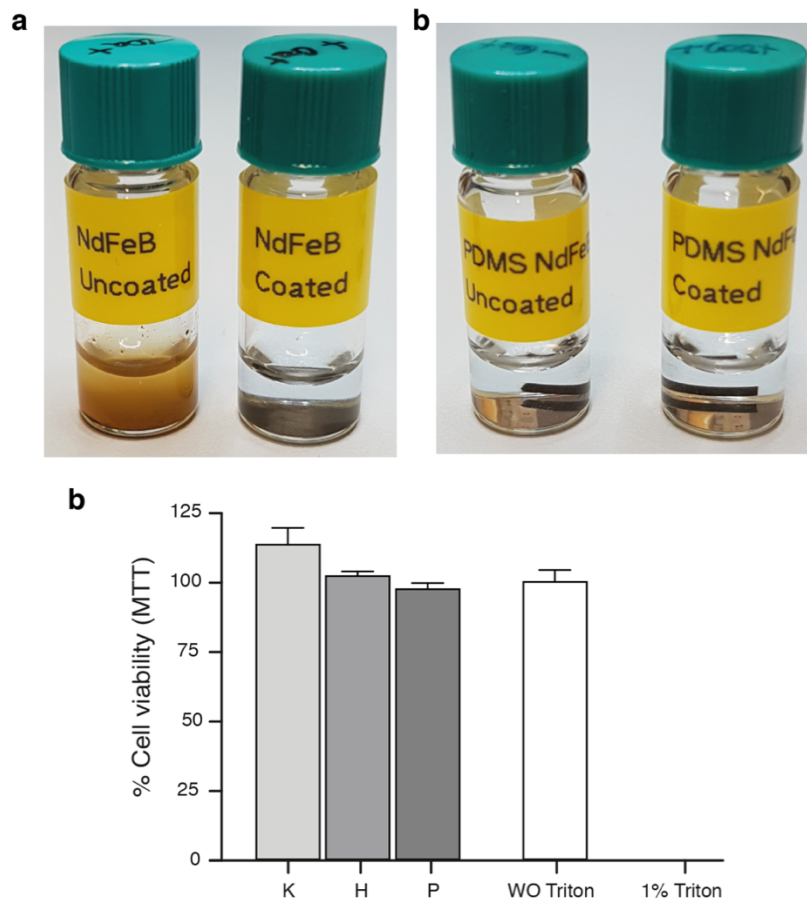 a
b
NdFeB
Uncoated
NdFeB
Coated
PDMS NdFeB
Uncoated
PDMS NdFe
Coated
b
% Cell viability (MTT)
125
100
75
50
25
0
K
H
P
WO Triton
1% Triton